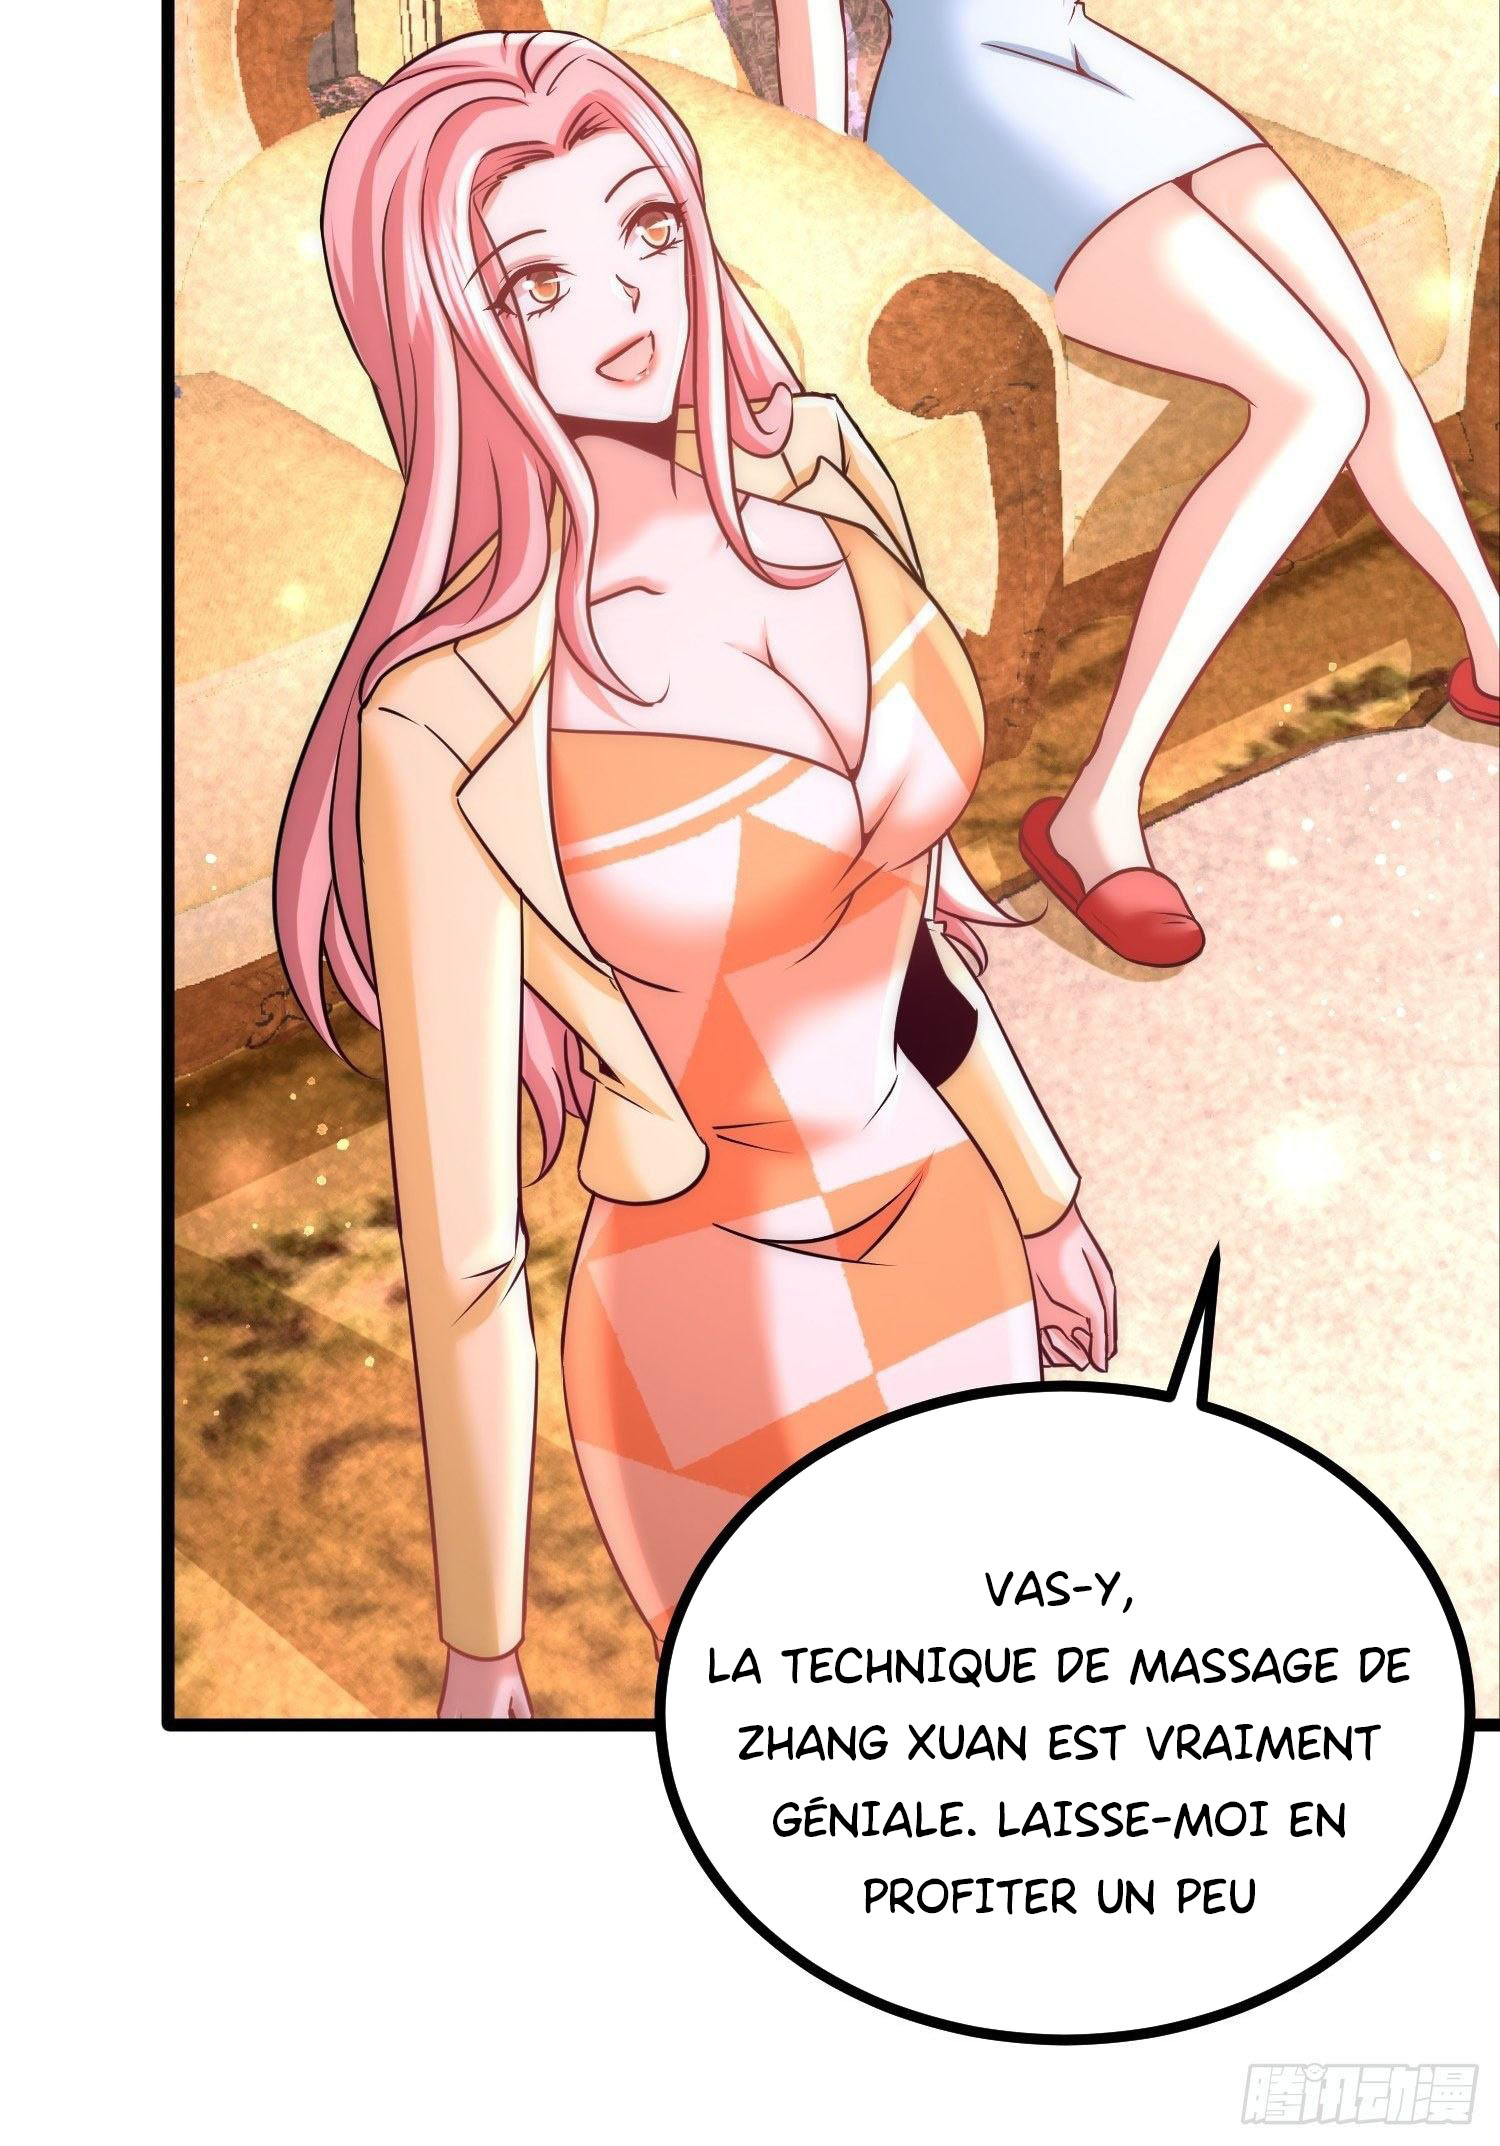 VAS-Y,
LA TECHNIQUE DE MASSAGE DE
ZHANG XUAN EST VRAIMENT
GÉNIALE. LAISSE-MOI EN
PROFITER UN PEU
腾讯动漫